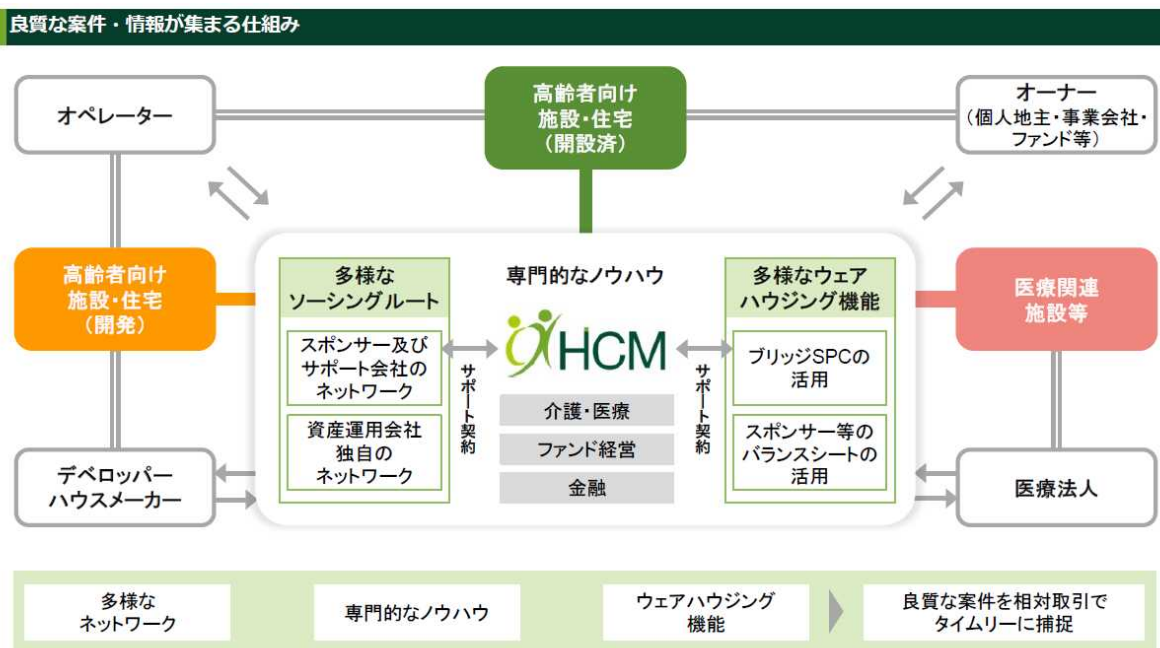 良質な案件・情報が集まる仕組み
オペレーター
高齢者向け
施設・住宅
（開設済）
オーナー
（個人地主・事業会社・
ファンド等）
高齢者向け
施設・住宅
（開発）
多様な
ソーシングルート
スポンサー及び
サポート会社の
ネットワーク
資産運用会社
独自の
ネットワーク
サポート契約
専門的なノウハウ
HCM
介護・医療
ファンド経営
金融
サポート契約
多様なウェア
ハウジング機能
ブリッジSPCの
活用
スポンサー等の
バランスシートの
活用
医療関連
施設等
デベロッパー
ハウスメーカー
医療法人
多様な
ネットワーク
専門的なノウハウ
ウェアハウジング
機能
良質な案件を相対取引で
タイムリーに捕捉